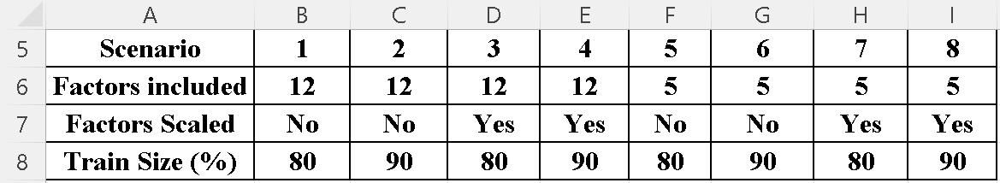 A B C D E F G H I
5 Scenario 1 2 3 4 5 6 7 8
6 Factors included 12 12 12 12 5 5 5 5
7 Factors Scaled No No Yes Yes No No Yes Yes
8 Train Size (%) 80 90 80 90 80 90 80 90